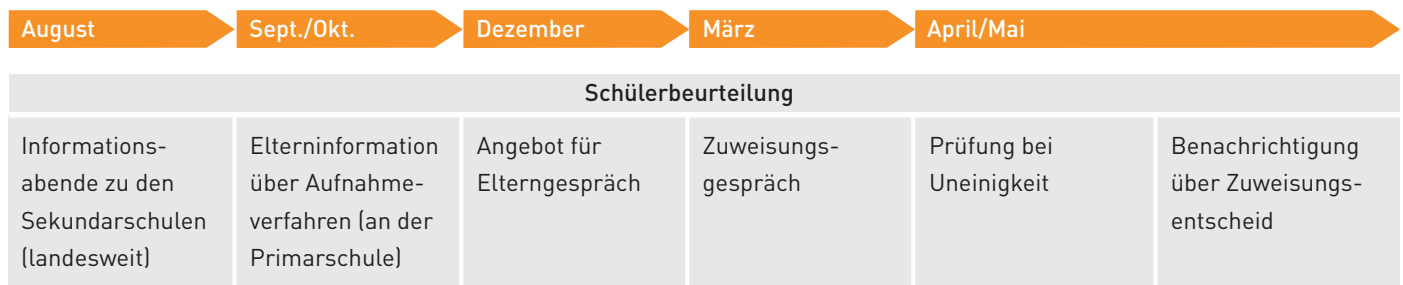 August
Sept./Okt.
Dezember
März
April/Mai
Schülerbeurteilung
Informations-
abende zu den
Sekundarschulen
(landesweit)
Elterninformation
über Aufnahme-
verfahren (an der
Primarschule)
Angebot für
Elterngespräch
Zuweisungs-
gespräch
Prüfung bei
Uneinigkeit
Benachrichtigung
über Zuweisungs-
entscheid